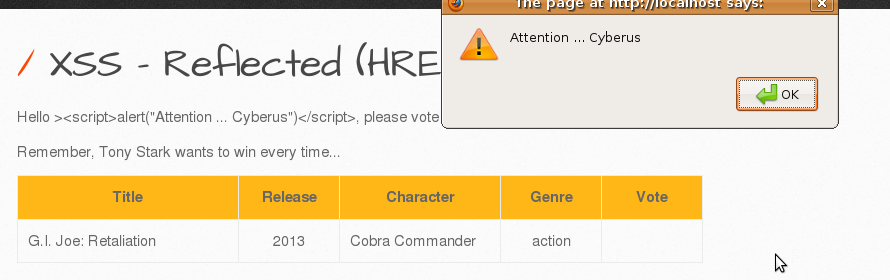 The page at http://localhost says:
Attention ... Cyberus
OK
/ XSS - Reflected (HRE
Hello ><script>alert("Attention ... Cyberus")</script>, please vote
Remember, Tony Stark wants to win every time...
Title Release Character Genre Vote
G.I. Joe: Retaliation 2013 Cobra Commander action